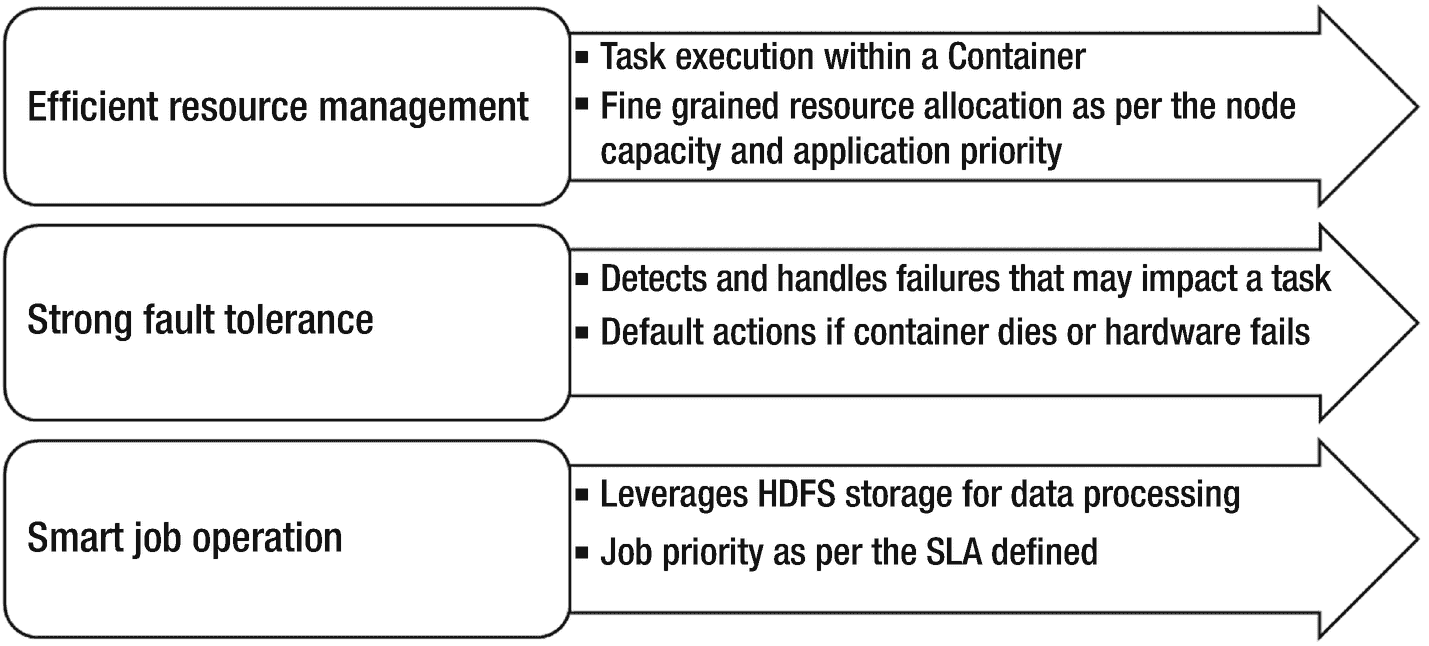 Efficient resource management
▪ Task execution within a Container
▪ Fine grained resource allocation as per the node
capacity and application priority
Strong fault tolerance
▪ Detects and handles failures that may impact a task
▪ Default actions if container dies or hardware fails
Smart job operation
▪ Leverages HDFS storage for data processing
▪ Job priority as per the SLA defined